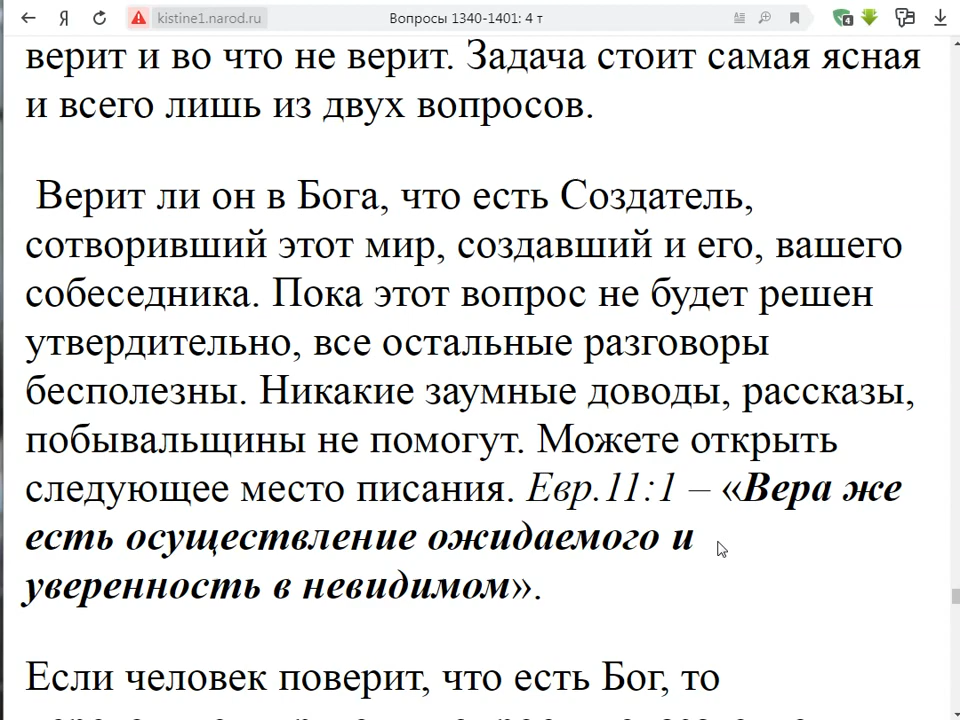 kistine1.narod.ru
Вопросы 1340-1401: 4 т
4
верит и во что не верит. Задача стоит самая ясная
и всего лишь из двух вопросов.
Верит ли он в Бога, что есть Создатель,
сотворивший этот мир, создавший и его, вашего
собеседника. Пока этот вопрос не будет решен
утвердительно, все остальные разговоры
бесполезны. Никакие заумные доводы, рассказы,
побывальщины не помогут. Можете открыть
следующее место писания. Евр.11:1 – «Вера же
есть осуществление ожидаемого и
уверенность в невидимом».
Если человек поверит, что есть Бог, то